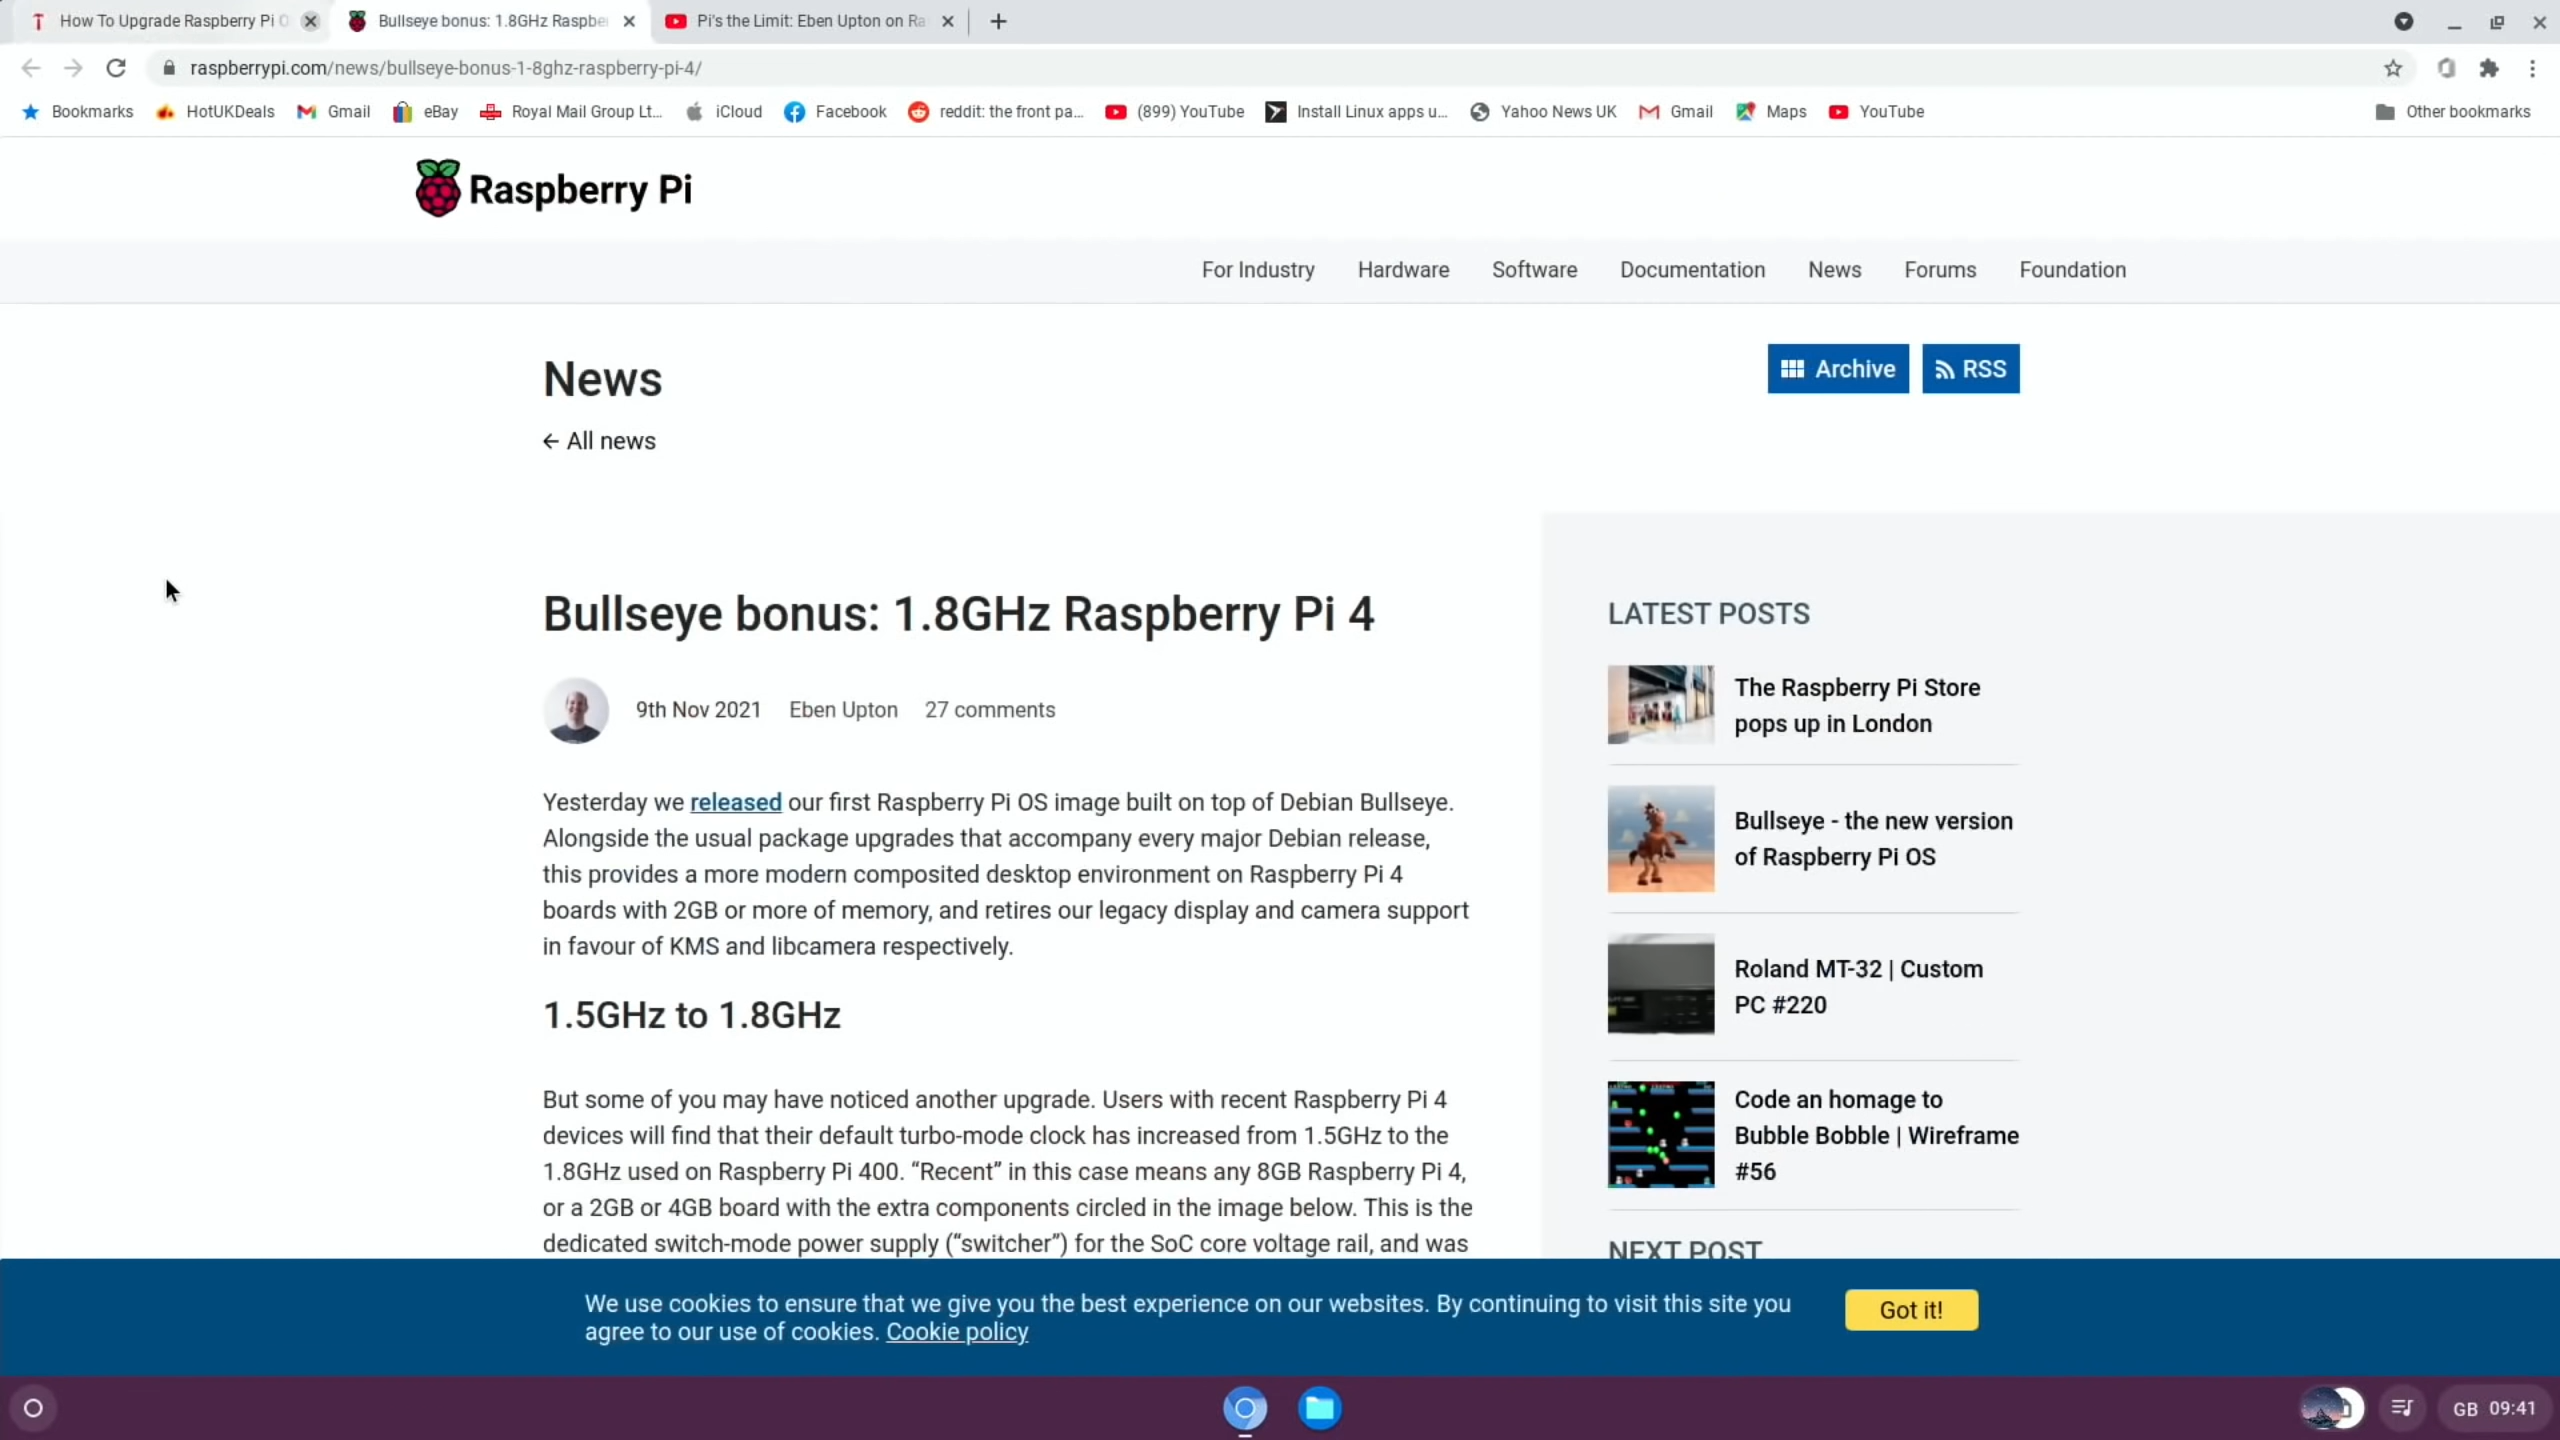 How To Upgrade Raspberry Pi O
Bullseye bonus: 1.8GHz Raspbe
Pi's the Limit: Eben Upton on Ra
raspberrypi.com/news/bullseye-bonus-1-8ghz-raspberry-pi-4/
Bookmarks HotUKDeals Gmail eBay Royal Mail Group Lt... iCloud Facebook reddit: the front pa... (899) YouTube Install Linux apps u... Yahoo News UK Gmail Maps YouTube Other bookmarks
Raspberry Pi
For Industry Hardware Software Documentation News Forums Foundation
News
Archive RSS
← All news
Bullseye bonus: 1.8GHz Raspberry Pi 4
9th Nov 2021 Eben Upton 27 comments
Yesterday we released our first Raspberry Pi OS image built on top of Debian Bullseye.
Alongside the usual package upgrades that accompany every major Debian release,
this provides a more modern composited desktop environment on Raspberry Pi 4
boards with 2GB or more of memory, and retires our legacy display and camera support
in favour of KMS and libcamera respectively.
1.5GHz to 1.8GHz
But some of you may have noticed another upgrade. Users with recent Raspberry Pi 4
devices will find that their default turbo-mode clock has increased from 1.5GHz to the
1.8GHz used on Raspberry Pi 400. “Recent” in this case means any 8GB Raspberry Pi 4,
or a 2GB or 4GB board with the extra components circled in the image below. This is the
dedicated switch-mode power supply (“switcher”) for the SoC core voltage rail, and was
LATEST POSTS
The Raspberry Pi Store
pops up in London
Bullseye - the new version
of Raspberry Pi OS
Roland MT-32 | Custom
PC #220
Code an homage to
Bubble Bobble | Wireframe
#56
NEXT POST
We use cookies to ensure that we give you the best experience on our websites. By continuing to visit this site you
agree to our use of cookies. Cookie policy
Got it!
GB 09:41